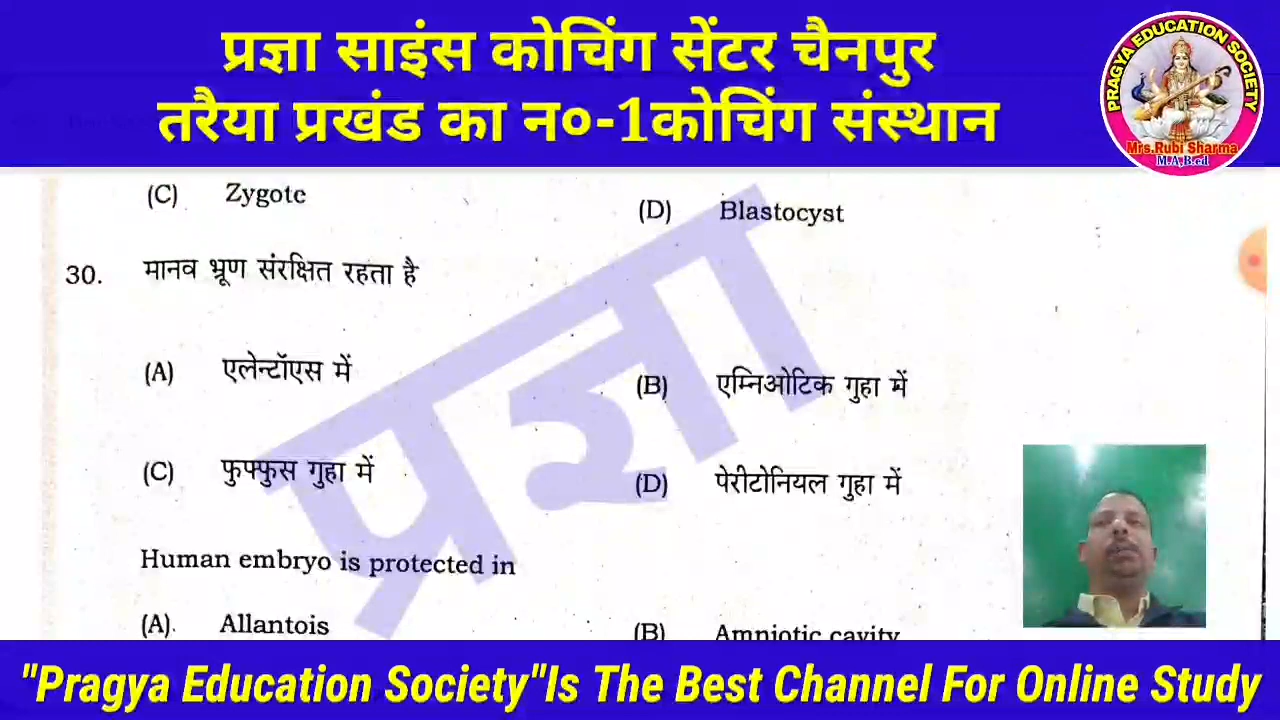 प्रज्ञा साइंस कोचिंग सेंटर चैनपुर
तरैया प्रखंड का न०-1कोचिंग संस्थान
PRAGYA EDUCATION SOCIETY
Mrs.Rubi Sharma
M.A,B.ed
(C) Zygote
(D) Blastocyst
30. मानव भ्रूण संरक्षित रहता है
(A) एलेन्टॉएस में
(B) एम्निओटिक गुहा में
(C) फुफ्फुस गुहा में
(D) पेरीटोनियल गुहा में
प्रज्ञा
Human embryo is protected in
(A). Allantois
(B) Amniotic cavity
"Pragya Education Society"Is The Best Channel For Online Study